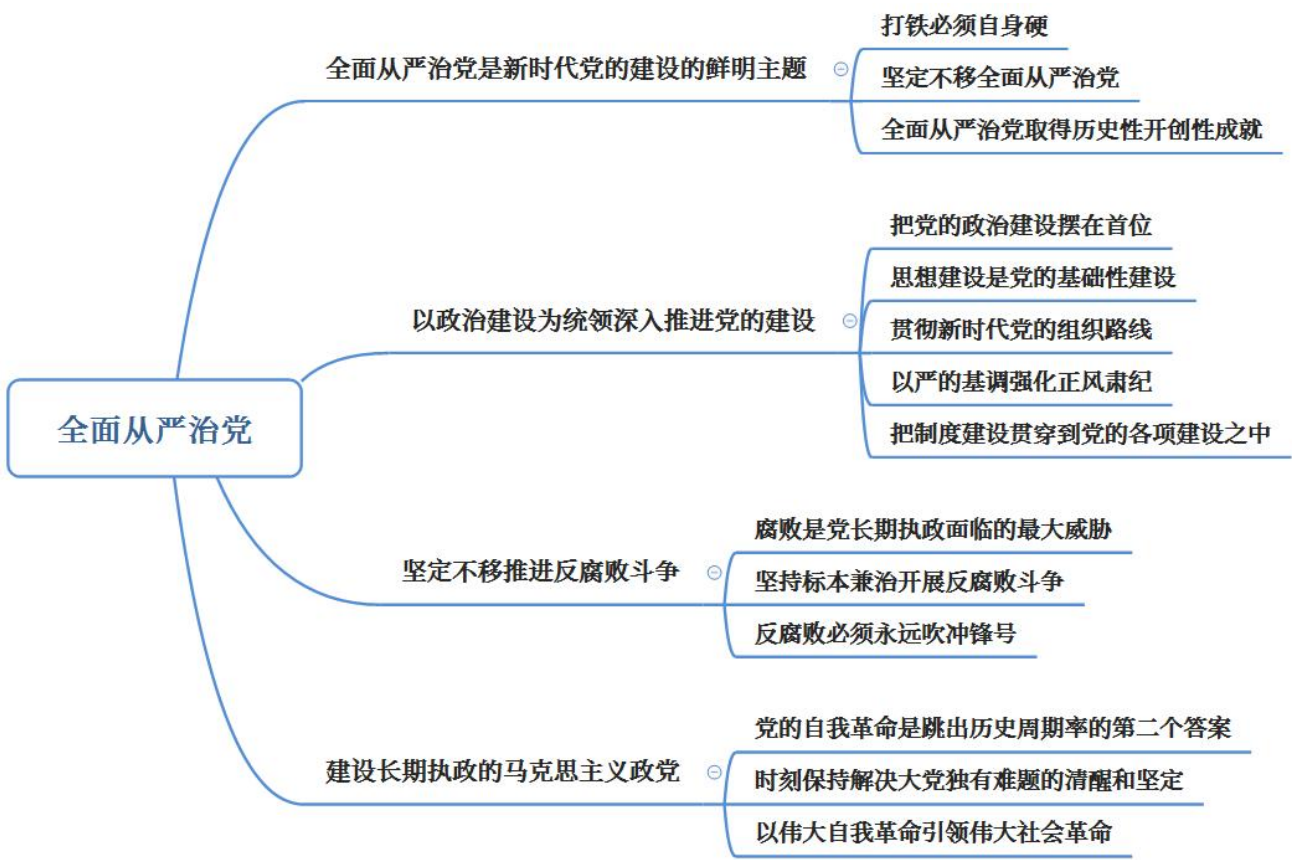 全面从严治党
全面从严治党是新时代党的建设的鲜明主题
打铁必须自身硬
坚定不移全面从严治党
全面从严治党取得历史性开创性成就
以政治建设为统领深入推进党的建设
把党的政治建设摆在首位
思想建设是党的基础性建设
贯彻新时代党的组织路线
以严的基调强化正风肃纪
把制度建设贯穿到党的各项建设之中
坚定不移推进反腐败斗争
腐败是党长期执政面临的最大威胁
坚持标本兼治开展反腐败斗争
反腐败必须永远吹冲锋号
建设长期执政的马克思主义政党
党的自我革命是跳出历史周期率的第二个答案
时刻保持解决大党独有难题的清醒和坚定
以伟大自我革命引领伟大社会革命